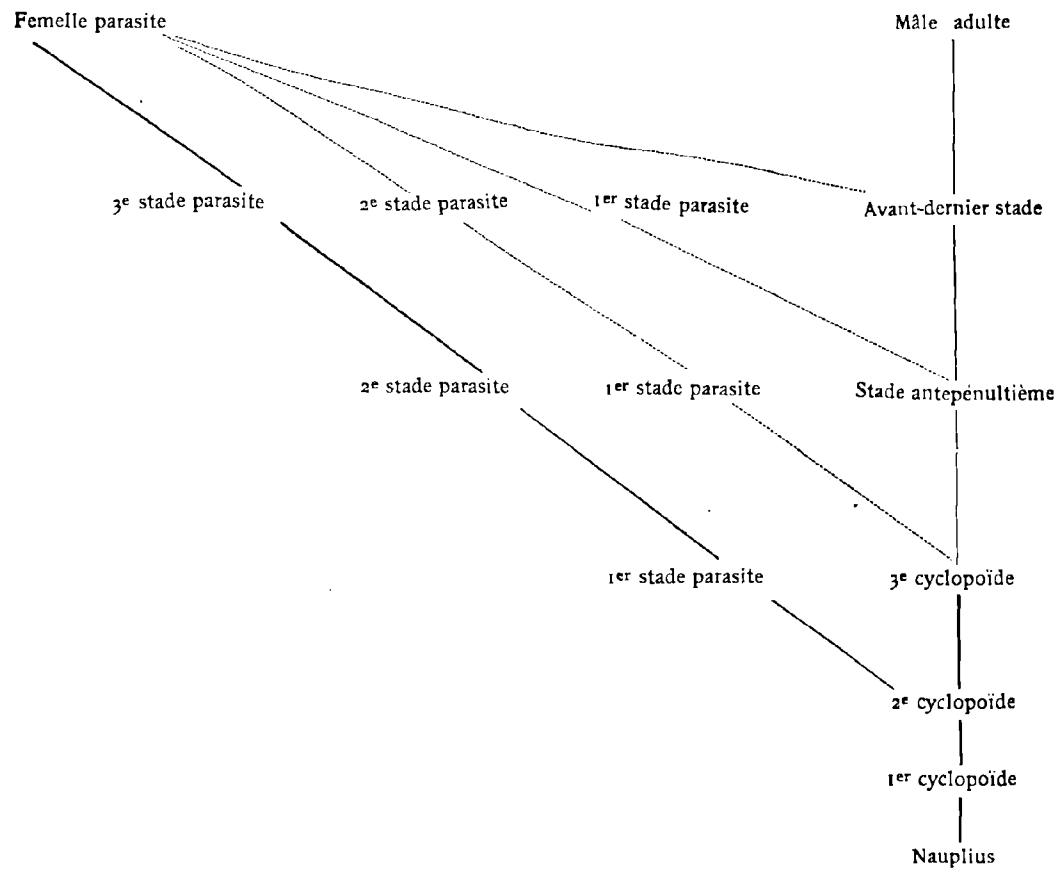 Femelle parasite Mâle adulte
3e stade parasite 2e stade parasite 1er stade parasite Avant-dernier stade
2e stade parasite 1er stade parasite Stade antepénultième
1er stade parasite 3e cyclopoïde
2e cyclopoïde
1er cyclopoïde
Nauplius